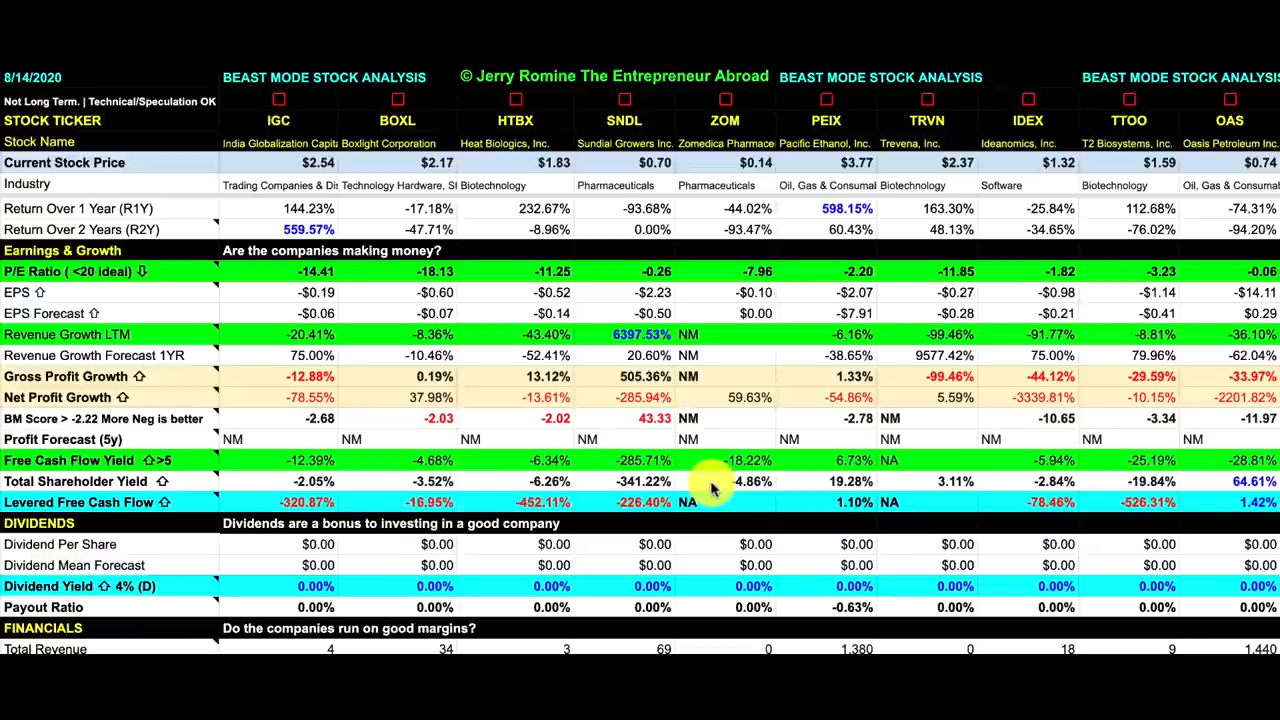 8/14/2020 BEAST MODE STOCK ANALYSIS © Jerry Romine The Entrepreneur Abroad BEAST MODE STOCK ANALYSIS BEAST MODE STOCK ANALYSIS
Not Long Term. | Technical/Speculation OK
STOCK TICKER IGC BOXL HTBX SNDL ZOM PEIX TRVN IDEX TTOO OAS
Stock Name India Globalization Capit Boxlight Corporation Heat Biologics, Inc. Sundial Growers Inc. Zomedica Pharmace Pacific Ethanol, Inc. Trevena, Inc. Ideanomics, Inc. T2 Biosystems, Inc. Oasis Petroleum Inc.
Current Stock Price $2.54 $2.17 $1.83 $0.70 $0.14 $3.77 $2.37 $1.32 $1.59 $0.74
Industry Trading Companies & Dis Technology Hardware, St Biotechnology Pharmaceuticals Pharmaceuticals Oil, Gas & Consumal Biotechnology Software Biotechnology Oil, Gas & Consumal
Return Over 1 Year (R1Y) 144.23% -17.18% 232.67% -93.68% -44.02% 598.15% 163.30% -25.84% 112.68% -74.31%
Return Over 2 Years (R2Y) 559.57% -47.71% -8.96% 0.00% -93.47% 60.43% 48.13% -34.65% -76.02% -94.20%
Earnings & Growth Are the companies making money?
P/E Ratio ( <20 ideal) ⇩ -14.41 -18.13 -11.25 -0.26 -7.96 -2.20 -11.85 -1.82 -3.23 -0.06
EPS ⇧ -$0.19 -$0.60 -$0.52 -$2.23 -$0.10 -$2.07 -$0.27 -$0.98 -$1.14 -$14.11
EPS Forecast ⇧ -$0.06 -$0.07 -$0.14 -$0.50 $0.00 -$7.91 -$0.28 -$0.21 -$0.41 $0.29
Revenue Growth LTM -20.41% -8.36% -43.40% 6397.53% NM -6.16% -99.46% -91.77% -8.81% -36.10%
Revenue Growth Forecast 1YR 75.00% -10.46% -52.41% 20.60% NM -38.65% 9577.42% 75.00% 79.96% -62.04%
Gross Profit Growth ⇧ -12.88% 0.19% 13.12% 505.36% NM 1.33% -99.46% -44.12% -29.59% -33.97%
Net Profit Growth ⇧ -78.55% 37.98% -13.61% -285.94% 59.63% -54.86% 5.59% -3339.81% -10.15% -2201.82%
BM Score > -2.22 More Neg is better -2.68 -2.03 -2.02 43.33 NM -2.78 NM -10.65 -3.34 -11.97
Profit Forecast (5y) NM NM NM NM NM NM NM NM NM NM
Free Cash Flow Yield ⇧>5 -12.39% -4.68% -6.34% -285.71% -18.22% 6.73% NA -5.94% -25.19% -28.81%
Total Shareholder Yield ⇧ -2.05% -3.52% -6.26% -341.22% -4.86% 19.28% 3.11% -2.84% -19.84% 64.61%
Levered Free Cash Flow ⇧ -320.87% -16.95% -452.11% -226.40% NA 1.10% NA -78.46% -526.31% 1.42%
DIVIDENDS Dividends are a bonus to investing in a good company
Dividend Per Share $0.00 $0.00 $0.00 $0.00 $0.00 $0.00 $0.00 $0.00 $0.00 $0.00
Dividend Mean Forecast $0.00 $0.00 $0.00 $0.00 $0.00 $0.00 $0.00 $0.00 $0.00 $0.00
Dividend Yield ⇧ 4% (D) 0.00% 0.00% 0.00% 0.00% 0.00% 0.00% 0.00% 0.00% 0.00% 0.00%
Payout Ratio 0.00% 0.00% 0.00% 0.00% 0.00% -0.63% 0.00% 0.00% 0.00% 0.00%
FINANCIALS Do the companies run on good margins?
Total Revenue 4 34 3 69 0 1,380 0 18 9 1,440